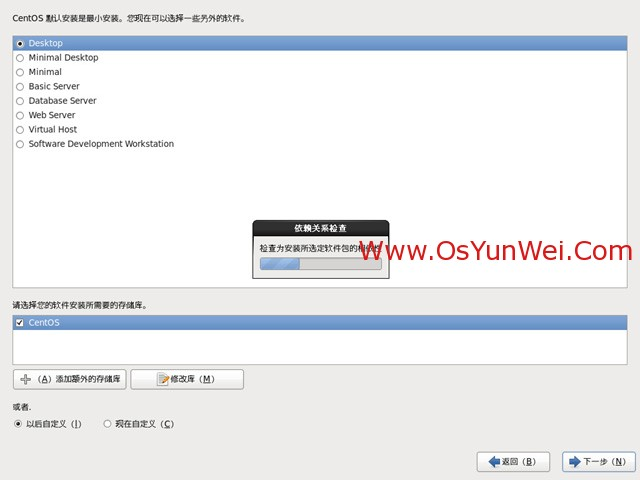 CentOS 默认安装是最小安装。您现在可以选择一些另外的软件。
Desktop
Minimal Desktop
Minimal
Basic Server
Database Server
Web Server
Virtual Host
Software Development Workstation
依赖关系检查
检查为安装所选定软件包的相依性
Www.OsYunWei.Com
请选择您的软件安装所需要的存储库。
CentOS
（A）添加额外的存储库
修改库（M）
或者.
以后自定义（I）
现在自定义（C）
返回（B）
下一步（N）